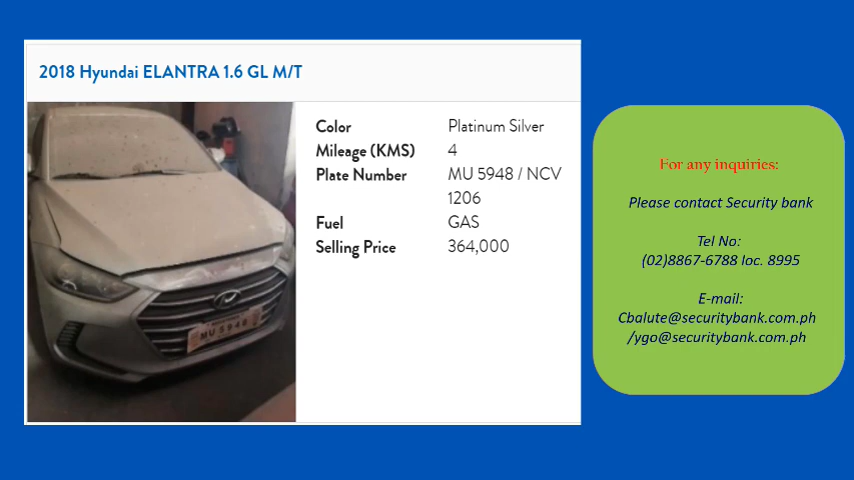 2018 Hyundai ELANTRA 1.6 GL M/T
Color Platinum Silver
Mileage (KMS) 4
Plate Number MU 5948 / NCV
1206
Fuel GAS
Selling Price 364,000
MU 5948
For any inquiries:
Please contact Security bank
Tel No:
(02)8867-6788 loc. 8995
E-mail:
Cbalute@securitybank.com.ph
/ygo@securitybank.com.ph